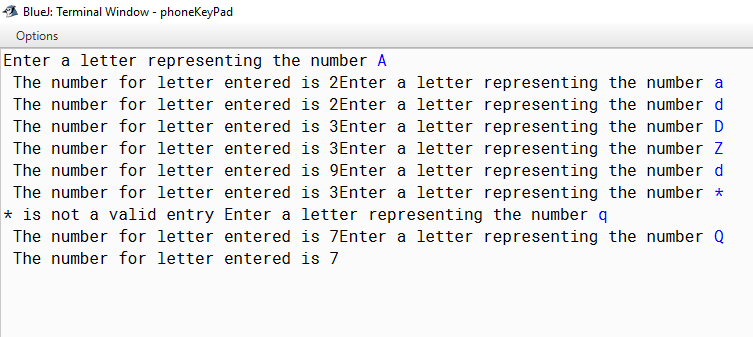 BlueJ: Terminal Window - phoneKeyPad
Options
Enter a letter representing the number A
The number for letter entered is 2Enter a letter representing the number a
The number for letter entered is 2Enter a letter representing the number d
The number for letter entered is 3Enter a letter representing the number D
The number for letter entered is 3Enter a letter representing the number Z
The number for letter entered is 9Enter a letter representing the number d
The number for letter entered is 3Enter a letter representing the number *
* is not a valid entry Enter a letter representing the number q
The number for letter entered is 7Enter a letter representing the number Q
The number for letter entered is 7